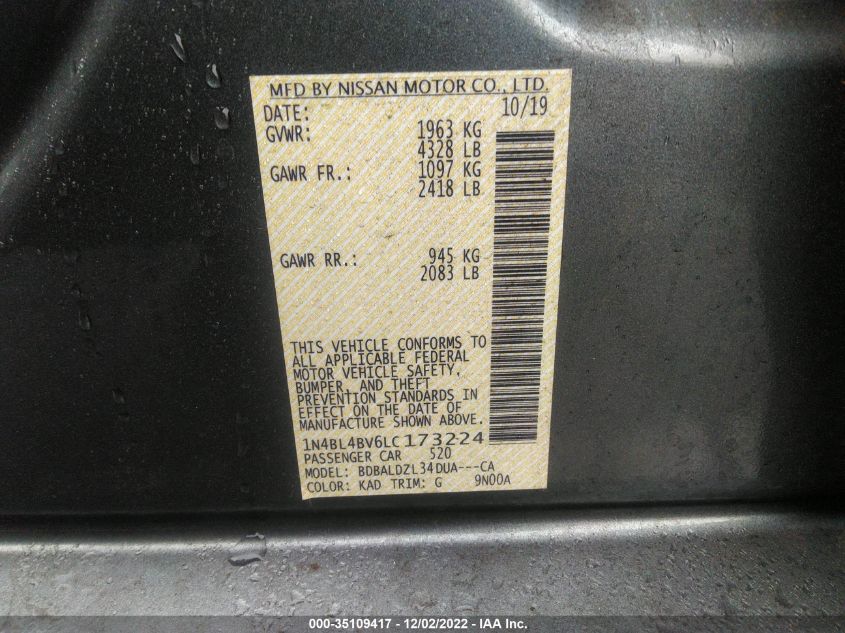 MFD BY NISSAN MOTOR CO., LTD.
DATE: 10/19
GVWR: 1963 KG
4328 LB
GAWR FR.: 1097 KG
2418 LB
GAWR RR.: 945 KG
2083 LB
THIS VEHICLE CONFORMS TO
ALL APPLICABLE FEDERAL
MOTOR VEHICLE SAFETY,
BUMPER, AND THEFT
PREVENTION STANDARDS IN
EFFECT ON THE DATE OF
MANUFACTURE SHOWN ABOVE.
1N4BL4BV6LC173224
PASSENGER CAR 520
MODEL: BDBALDZL34DUA---CA
COLOR: KAD TRIM: G 9N00A
000-35109417 - 12/02/2022 - IAA Inc.